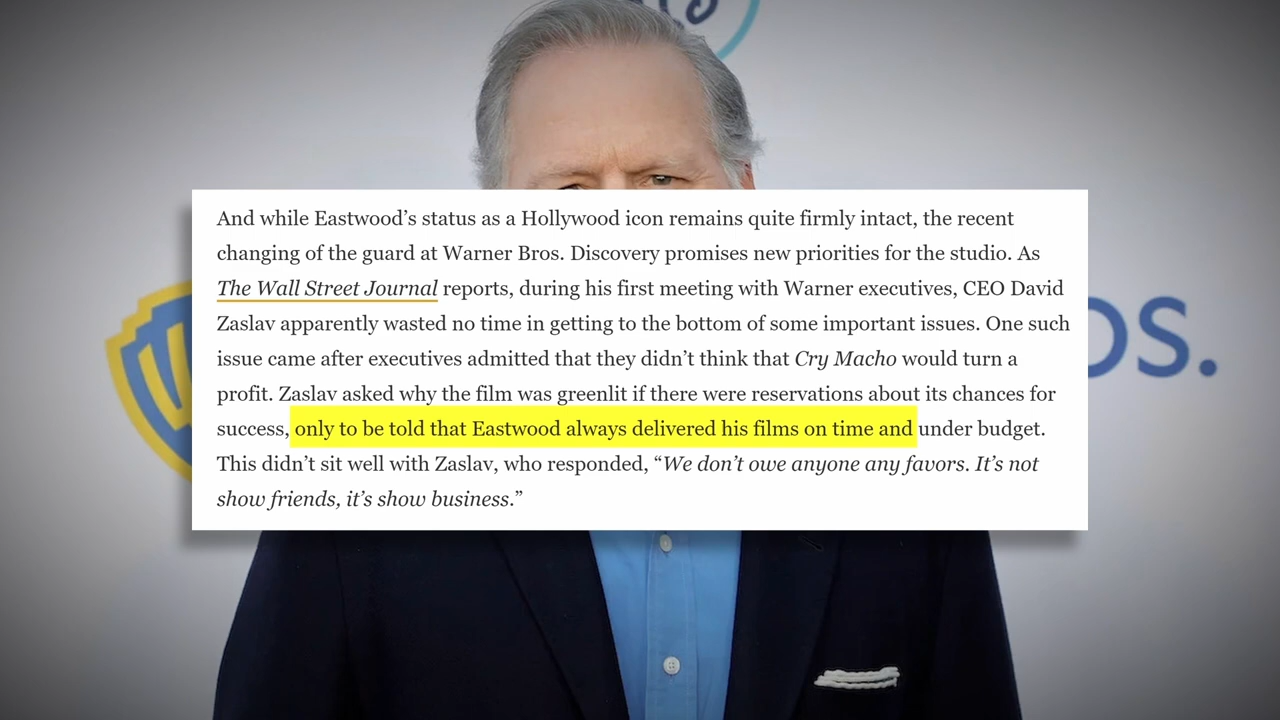 And while Eastwood’s status as a Hollywood icon remains quite firmly intact, the recent
changing of the guard at Warner Bros. Discovery promises new priorities for the studio. As
The Wall Street Journal reports, during his first meeting with Warner executives, CEO David
Zaslav apparently wasted no time in getting to the bottom of some important issues. One such
issue came after executives admitted that they didn’t think that Cry Macho would turn a
profit. Zaslav asked why the film was greenlit if there were reservations about its chances for
success, only to be told that Eastwood always delivered his films on time and under budget.
This didn’t sit well with Zaslav, who responded, “We don’t owe anyone any favors. It’s not
show friends, it’s show business.”
OS.